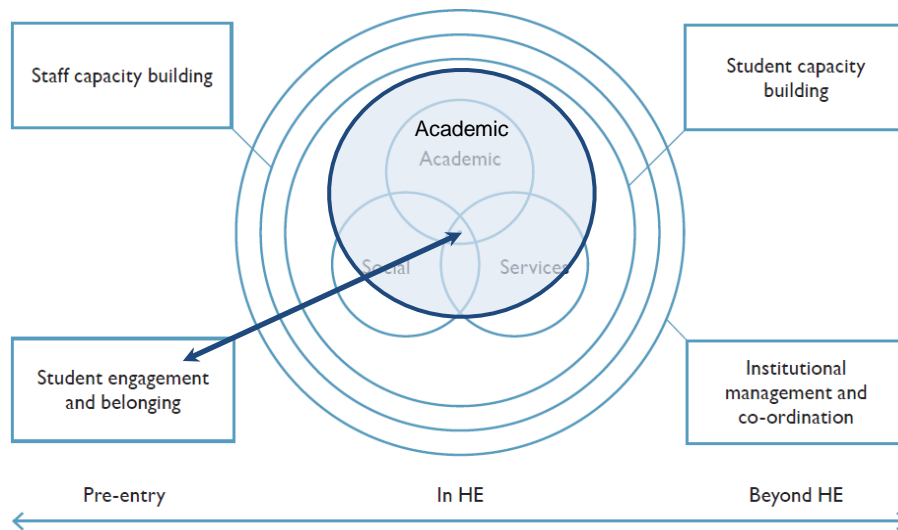 Staff capacity building
Student capacity
building
Academic
Academic
Social
Services
Student engagement
and belonging
Institutional
management and
co-ordination
Pre-entry
In HE
Beyond HE